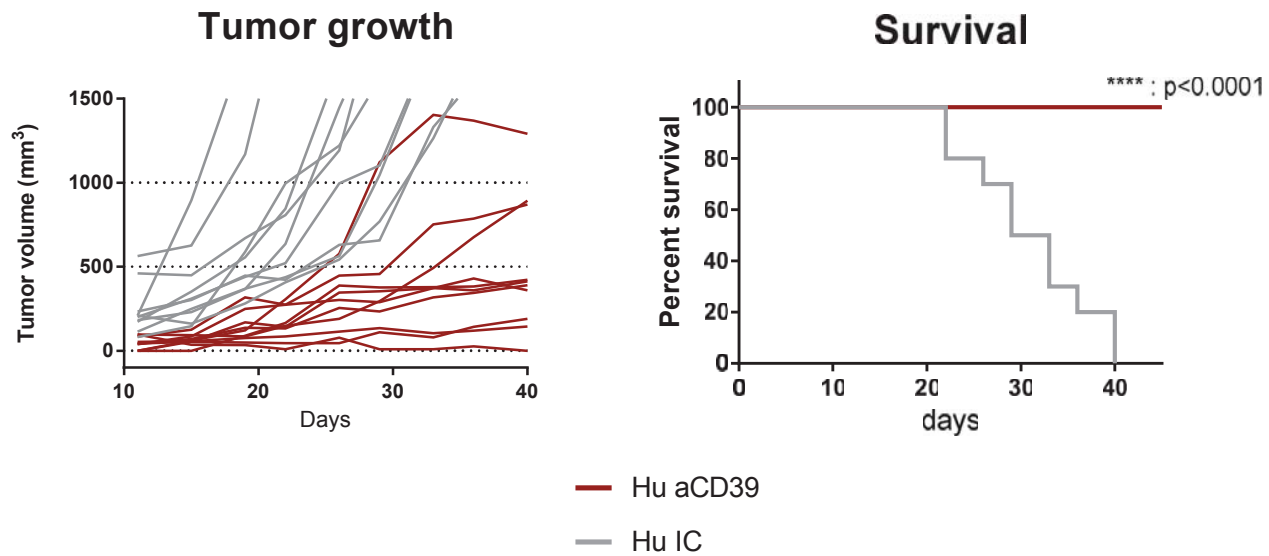 Tumor growth
Tumor volume (mm³)
1500
1000
500
0
10 20 30 40
Days
Survival
**** : p<0.0001
Percent survival
100
80
60
40
20
0
0 10 20 30 40
days
Hu aCD39
Hu IC